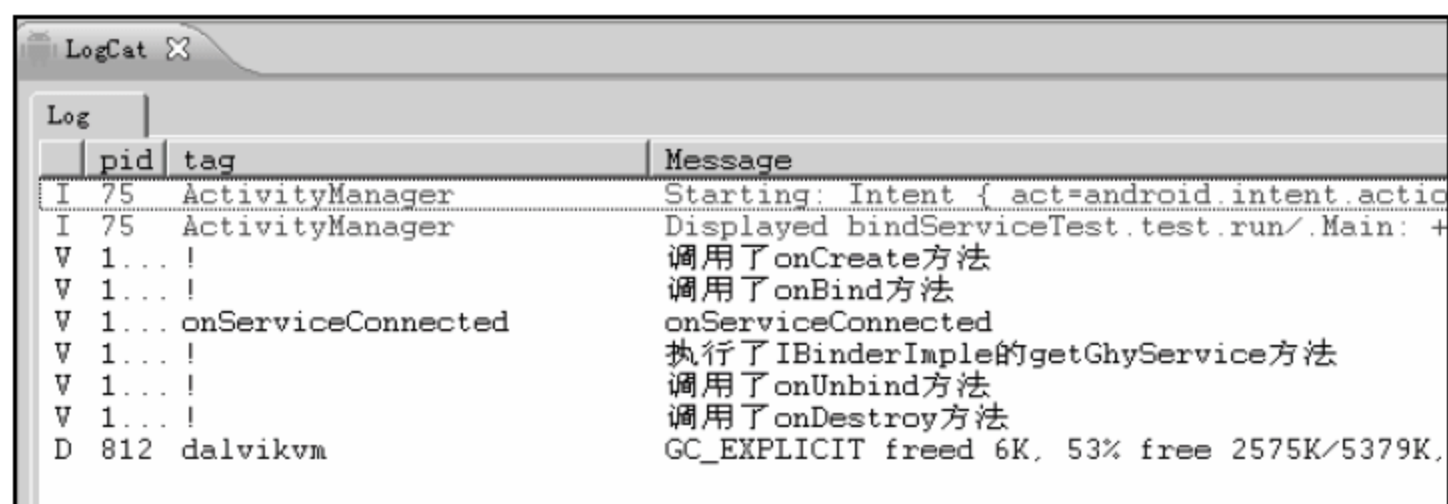 LogCat
Log
pid tag Message
I 75 ActivityManager Starting: Intent { act=android.intent.actio
I 75 ActivityManager Displayed bindServiceTest.test.run/.Main: +
V 1... ! 调用了onCreate方法
V 1... ! 调用了onBind方法
V 1... onServiceConnected onServiceConnected
V 1... ! 执行了IBinderImple的getGhyService方法
V 1... ! 调用了onUnbind方法
V 1... ! 调用了onDestroy方法
D 812 dalvikvm GC_EXPLICIT freed 6K, 53% free 2575K/5379K,